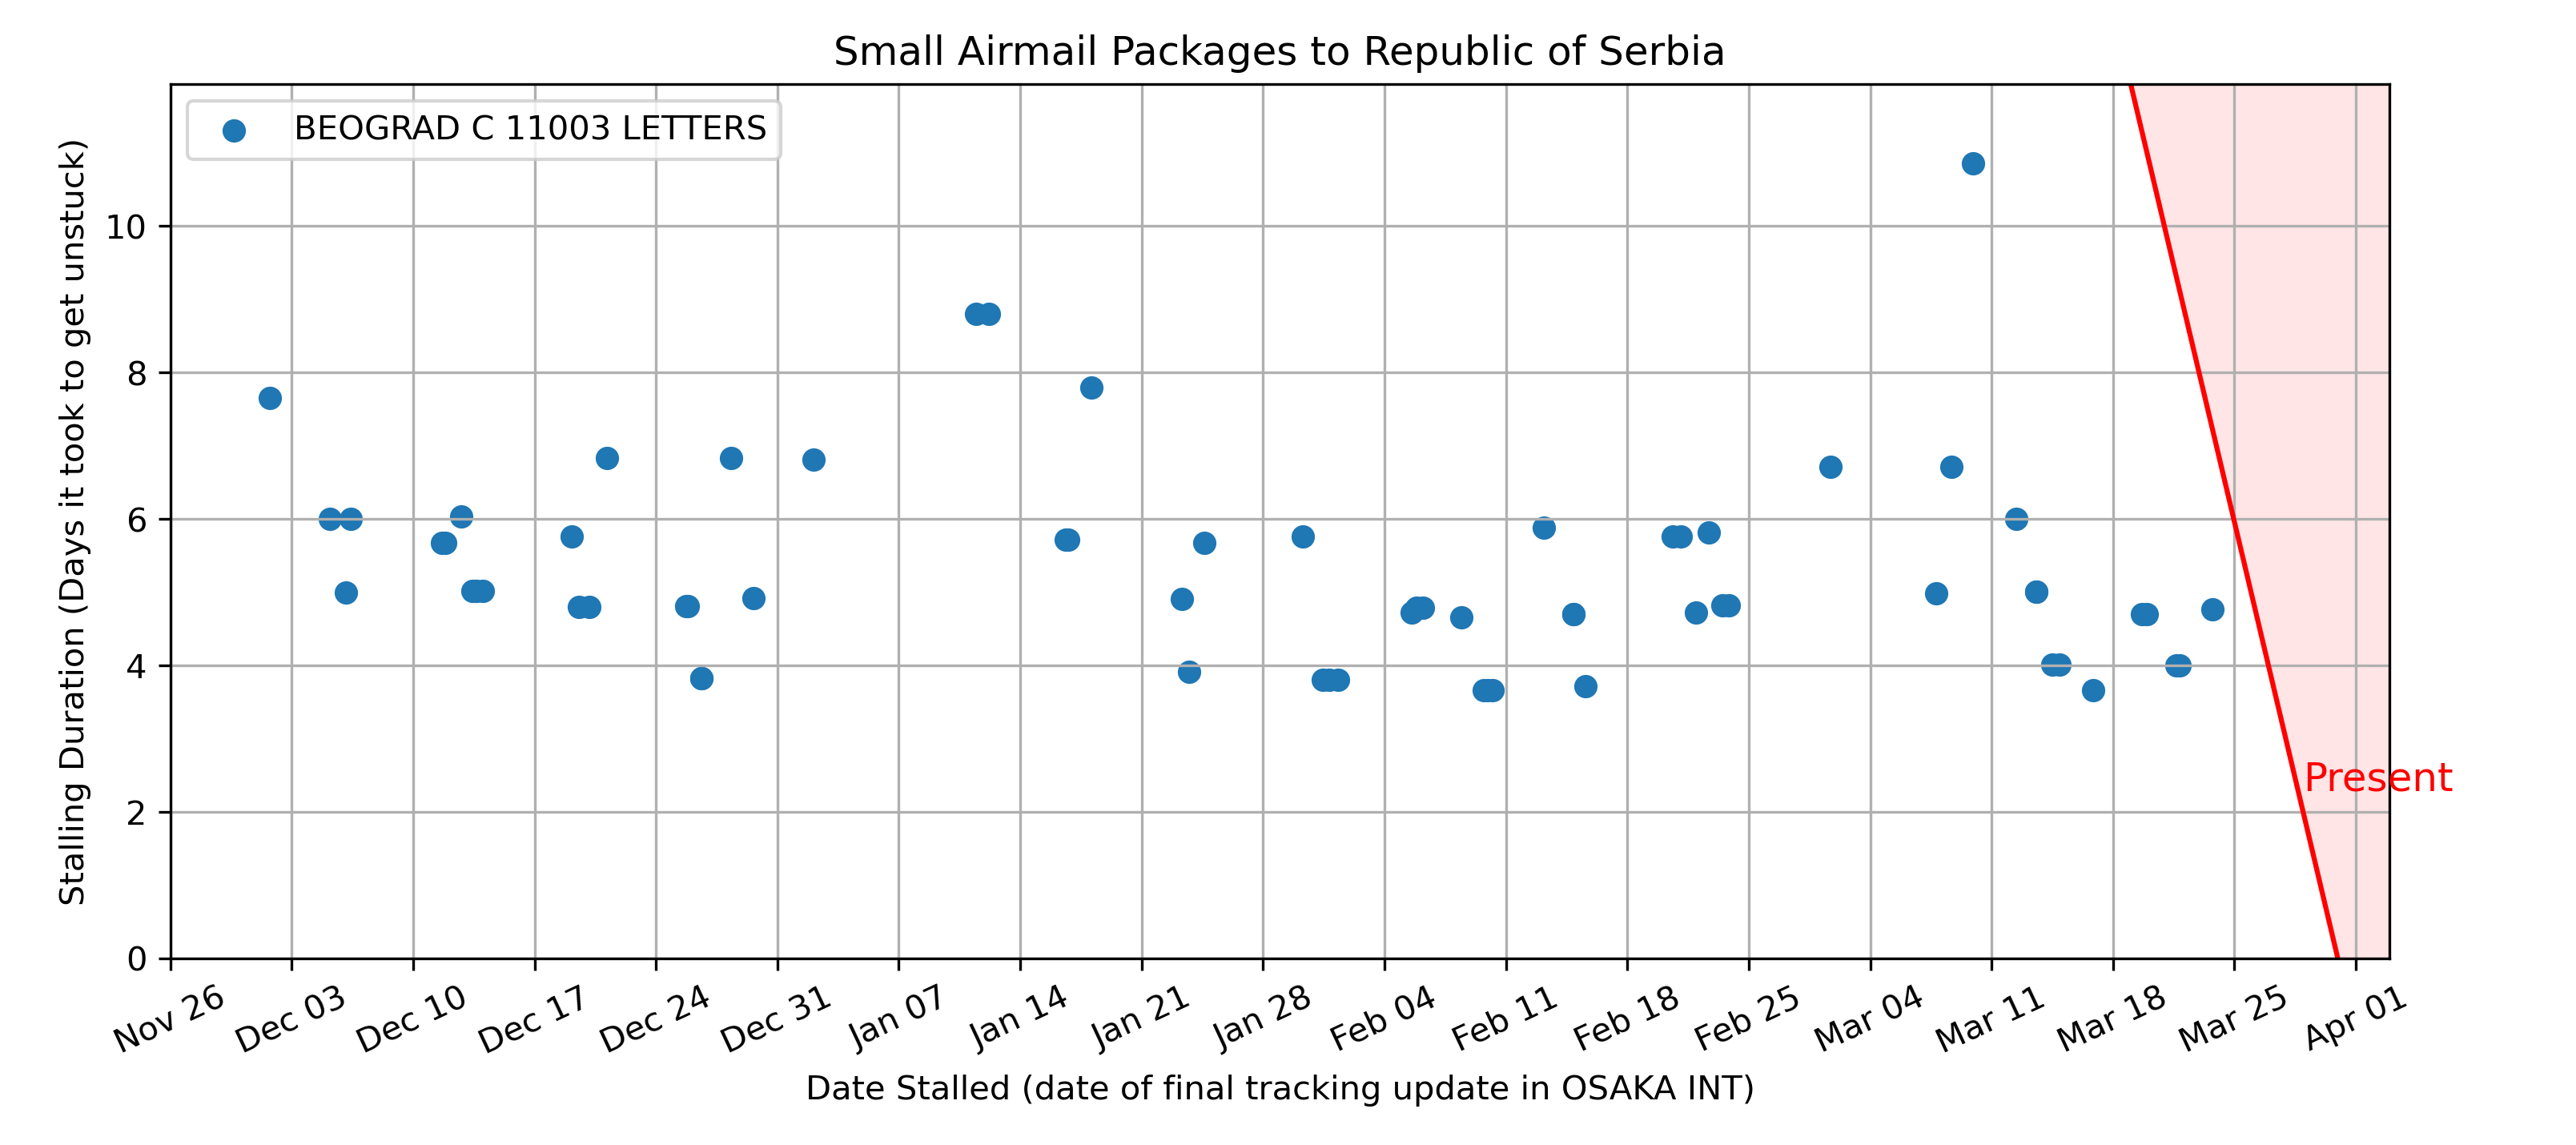 Small Airmail Packages to Republic of Serbia
BEOGRAD C 11003 LETTERS
Stalling Duration (Days it took to get unstuck)
10
8
6
4
2
0
Present
Nov 26
Dec 03
Dec 10
Dec 17
Dec 24
Dec 31
Jan 07
Jan 14
Jan 21
Jan 28
Feb 04
Feb 11
Feb 18
Feb 25
Mar 04
Mar 11
Mar 18
Mar 25
Apr 01
Date Stalled (date of final tracking update in OSAKA INT)